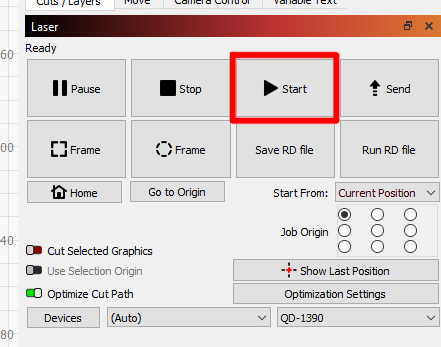 Cuts / Layers Move Camera Control Variable Text
Laser
60
Ready
Pause Stop Start Send
00
Frame Frame Save RD file Run RD file
Home Go to Origin Start From: Current Position
Job Origin
40
Cut Selected Graphics
Use Selection Origin Show Last Position
Optimize Cut Path Optimization Settings
Devices (Auto) QD-1390
80